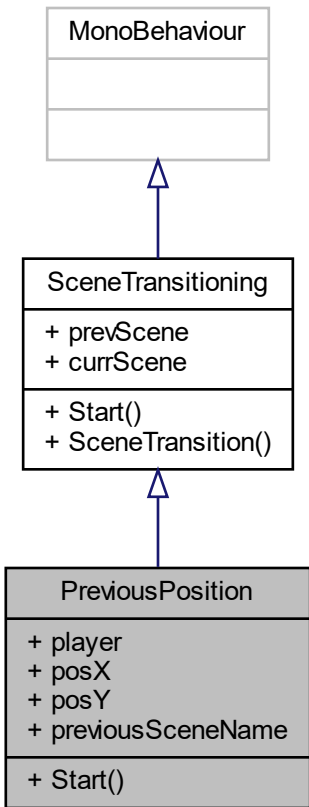 MonoBehaviour
SceneTransitioning
+ prevScene
+ currScene
+ Start()
+ SceneTransition()
PreviousPosition
+ player
+ posX
+ posY
+ previousSceneName
+ Start()